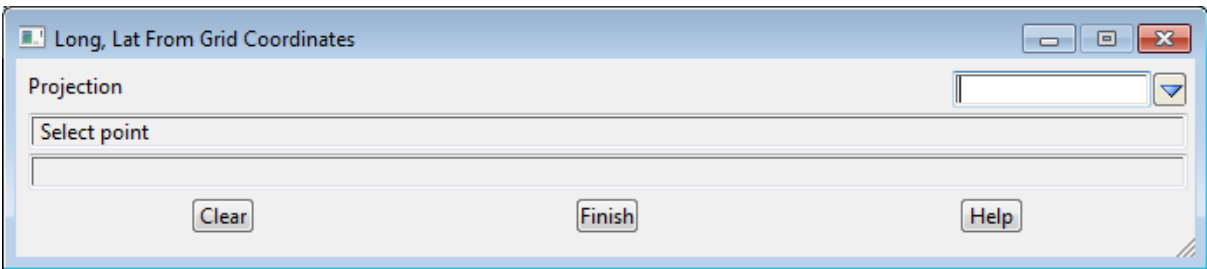 Long, Lat From Grid Coordinates
Projection
Select point
Clear Finish Help